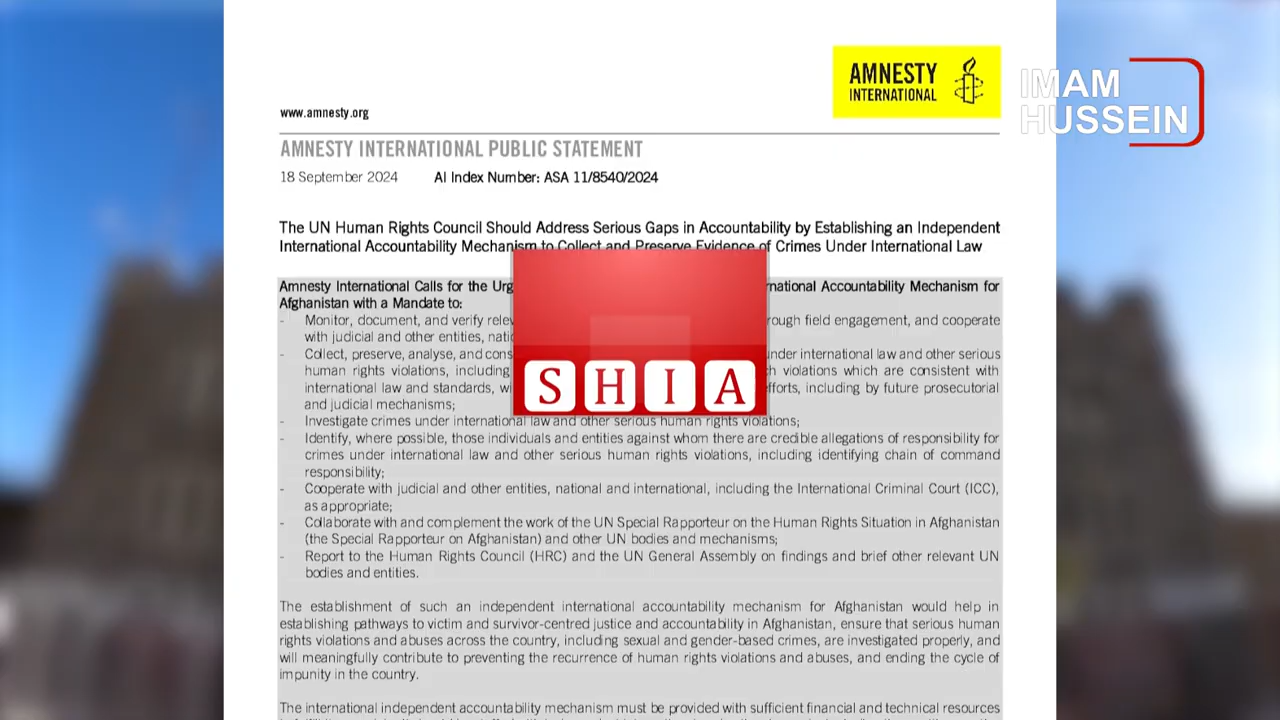 AMNESTY
INTERNATIONAL
IMAM
HUSSEIN
www.amnesty.org
AMNESTY INTERNATIONAL PUBLIC STATEMENT
18 September 2024 AI Index Number: ASA 11/8540/2024
The UN Human Rights Council Should Address Serious Gaps in Accountability by Establishing an Independent
International Accountability Mechanism to Collect and Preserve Evidence of Crimes Under International Law
Amnesty International Calls for the Accountability Mechanism for
Afghanistan with a Mandate to:
- Monitor, document, and verify field engagement, and cooperate
with judicial and other entities,
- Collect, preserve, analyse, and international law and other serious
human rights violations, including violations which are consistent with
international law and standards, including by future prosecutorial
and judicial mechanisms;
- Investigate crimes under international law and other serious human rights violations;
- Identify, where possible, those individuals and entities against whom there are credible allegations of responsibility for
crimes under international law and other serious human rights violations, including identifying chain of command
responsibility;
- Cooperate with judicial and other entities, national and international, including the International Criminal Court (ICC),
as appropriate;
- Collaborate with and complement the work of the UN Special Rapporteur on the Human Rights Situation in Afghanistan
(the Special Rapporteur on Afghanistan) and other UN bodies and mechanisms;
- Report to the Human Rights Council (HRC) and the UN General Assembly on findings and brief other relevant UN
bodies and entities.
SHIA
The establishment of such an independent international accountability mechanism for Afghanistan would help in
establishing pathways to victim and survivor-centred justice and accountability in Afghanistan, ensure that serious human
rights violations and abuses across the country, including sexual and gender-based crimes, are investigated properly, and
will meaningfully contribute to preventing the recurrence of human rights violations and abuses, and ending the cycle of
impunity in the country.
The international independent accountability mechanism must be provided with sufficient financial and technical resources